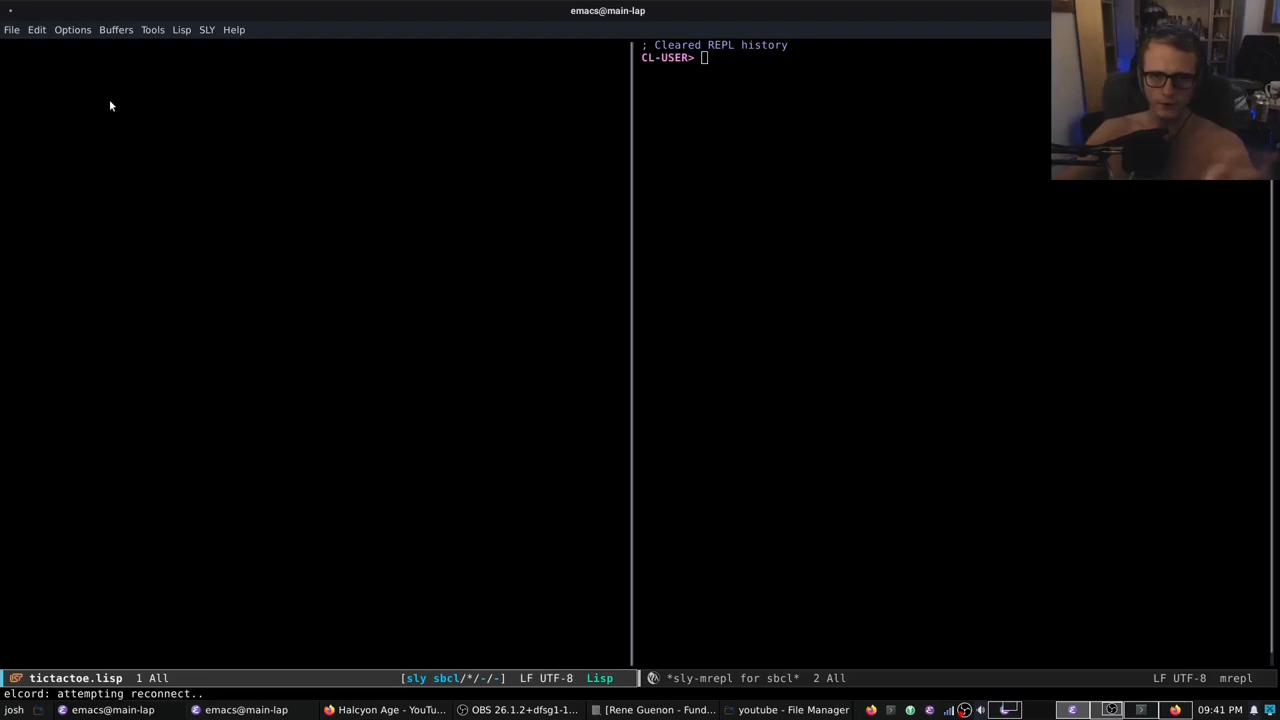 emacs@main-lap
File Edit Options Buffers Tools Lisp SLY Help
; Cleared REPL history
CL-USER>
tictactoe.lisp 1 All [sly sbcl/*/-/-] LF UTF-8 Lisp
*sly-mrepl for sbcl* 2 All LF UTF-8 mrepl
elcord: attempting reconnect..
josh emacs@main-lap emacs@main-lap Halcyon Age - YouTu... OBS 26.1.2+dfsg1-1... [Rene Guenon - Fund... youtube - File Manager 09:41 PM